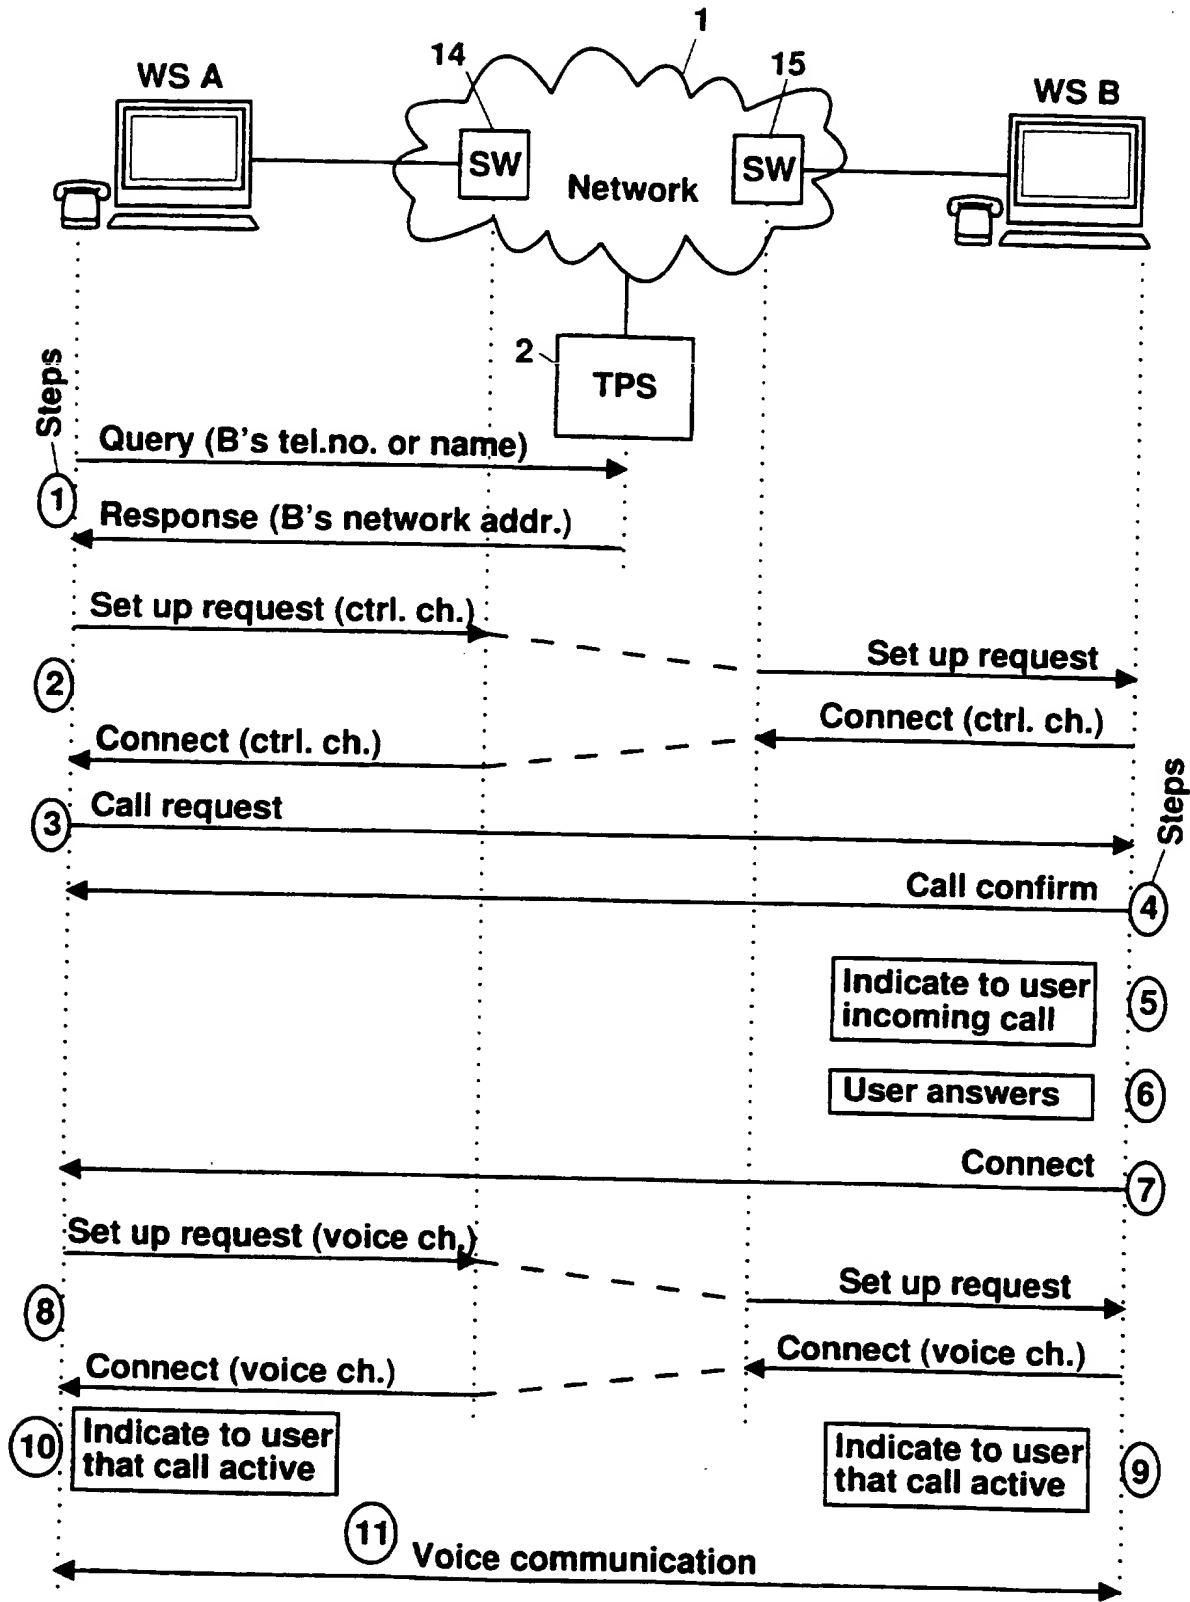 1
14
15
WS A
WS B
SW
SW
Network
2
TPS
Steps
Query (B's tel.no. or name)
1
Response (B's network addr.)
Set up request (ctrl. ch.)
Set up request
2
Connect (ctrl. ch.)
Connect (ctrl. ch.)
Steps
3
Call request
Call confirm
4
Indicate to user
incoming call
5
User answers
6
Connect
7
Set up request (voice ch.)
Set up request
8
Connect (voice ch.)
Connect (voice ch.)
10
Indicate to user
that call active
Indicate to user
that call active
9
11
Voice communication